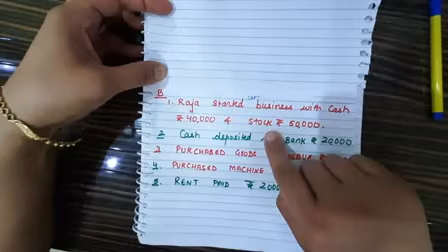 B
1. Raja started business with cash
₹ 40,000 & Stock ₹ 50,000.
2 Cash deposited Bank ₹ 20000
3 PURCHASED GOODS
4. PURCHASED MACHINE
5. RENT PAID ₹ 2000